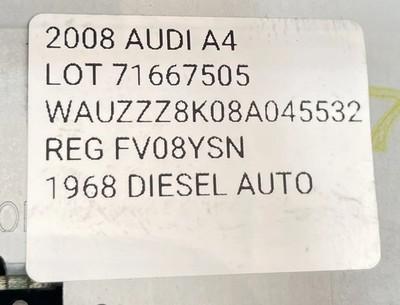 2008 AUDI A4
LOT 71667505
WAUZZZ8K08A045532
REG FV08YSN
1968 DIESEL AUTO